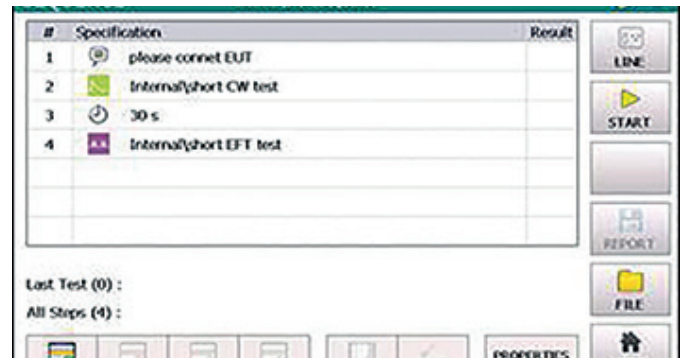 # Specification Result
1 please connet EUT
2 Internal\short CW test
3 30 s
4 Internal\short EFT test
LINE
START
REPORT
FILE
Last Test (0) :
All Steps (4) :
PROPERTIES